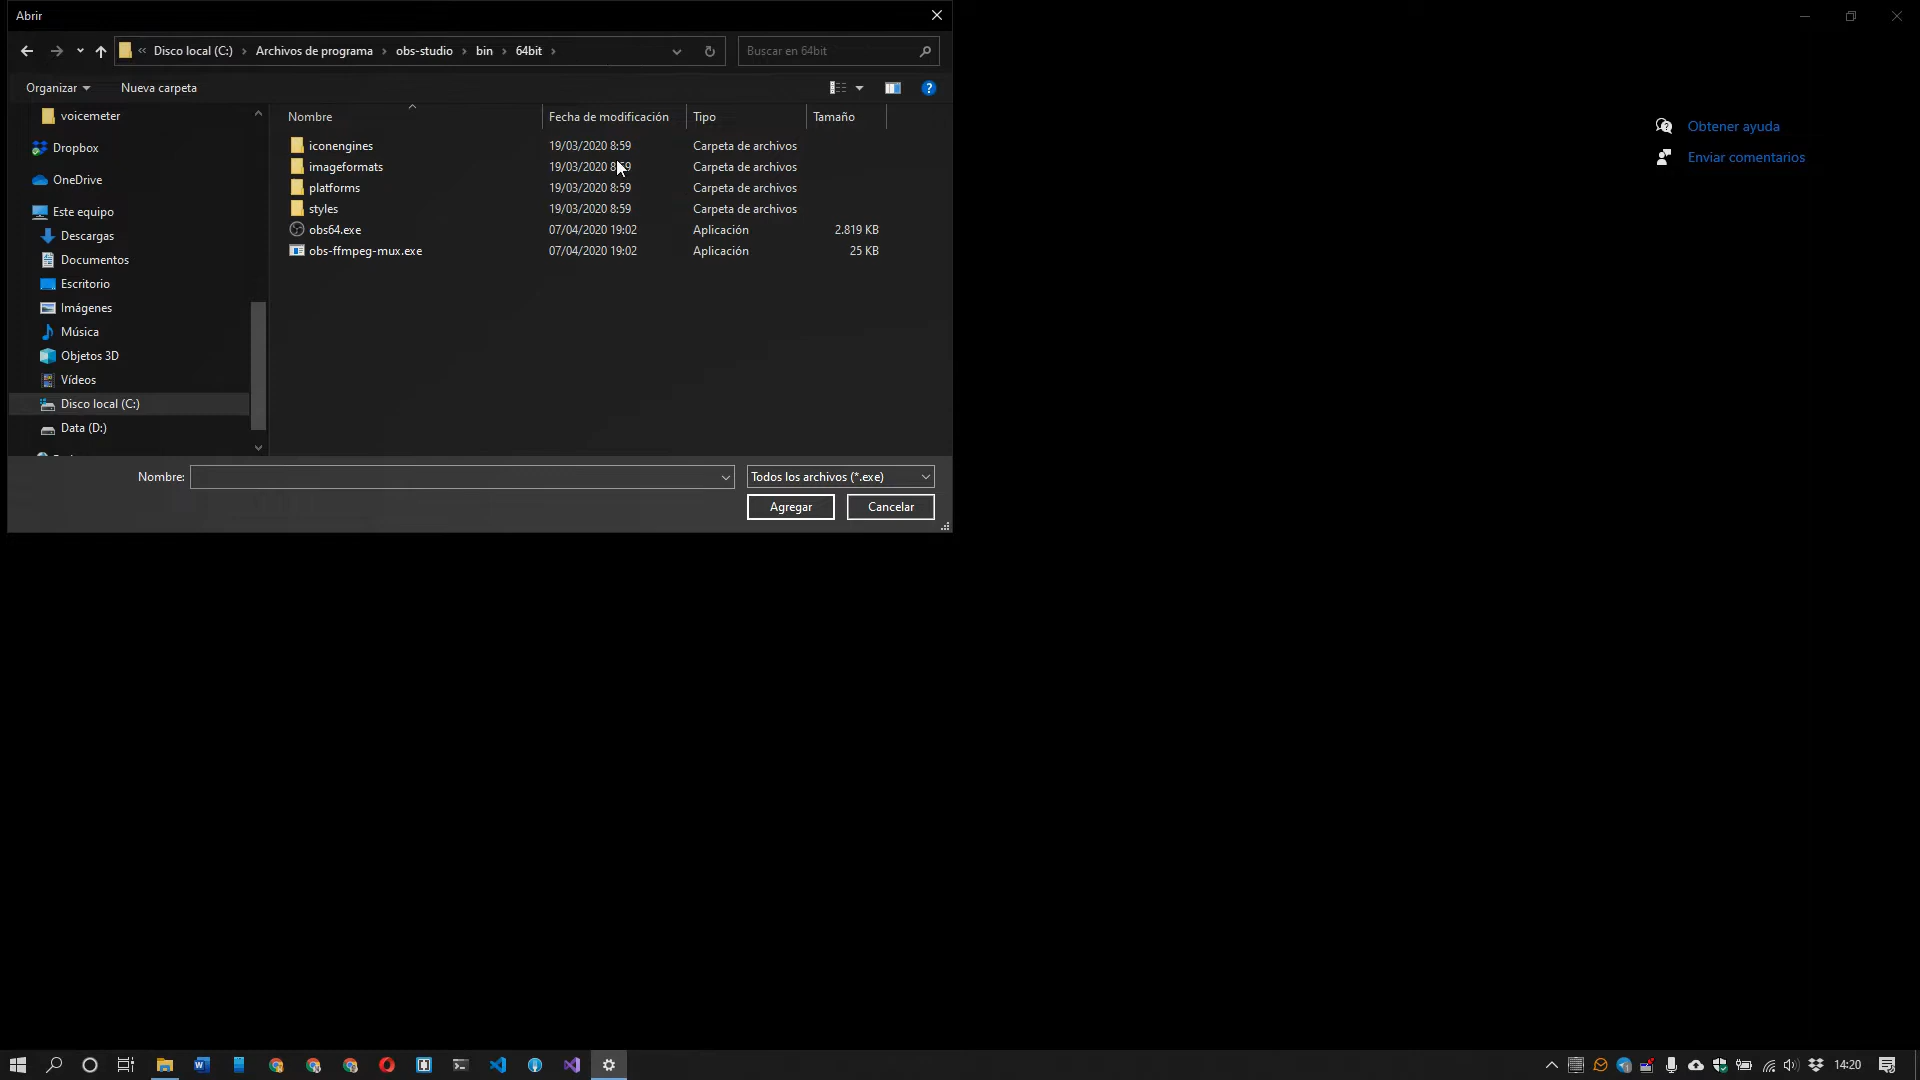 Abrir
« Disco local (C:) › Archivos de programa › obs-studio › bin › 64bit ›
Buscar en 64bit
Organizar
Nueva carpeta
voicemeter
Dropbox
OneDrive
Este equipo
Descargas
Documentos
Escritorio
Imágenes
Música
Objetos 3D
Vídeos
Disco local (C:)
Data (D:)
Nombre Fecha de modificación Tipo Tamaño
iconengines 19/03/2020 8:59 Carpeta de archivos
imageformats 19/03/2020 8:59 Carpeta de archivos
platforms 19/03/2020 8:59 Carpeta de archivos
styles 19/03/2020 8:59 Carpeta de archivos
obs64.exe 07/04/2020 19:02 Aplicación 2.819 KB
obs-ffmpeg-mux.exe 07/04/2020 19:02 Aplicación 25 KB
Nombre:
Todos los archivos (*.exe)
Agregar
Cancelar
Obtener ayuda
Enviar comentarios
14:20